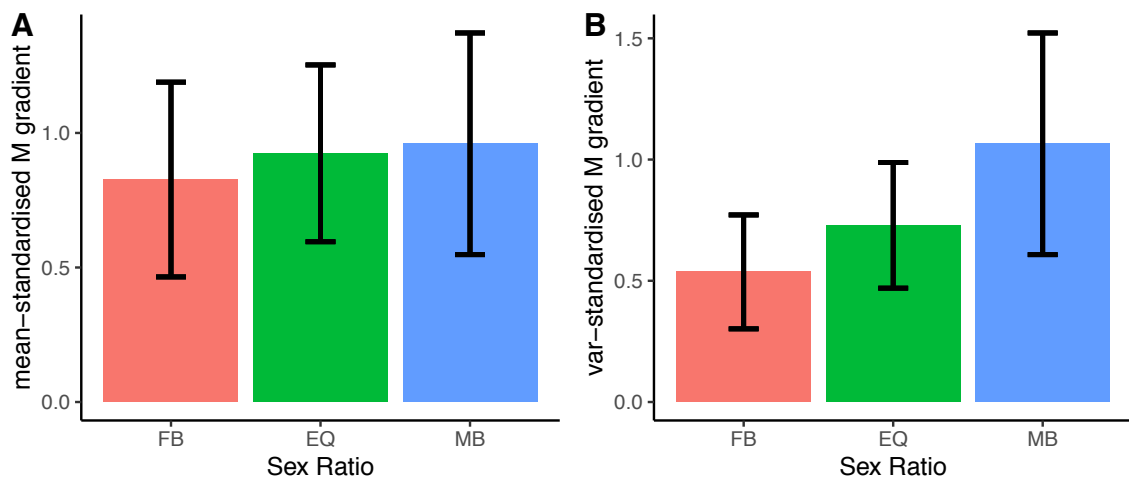 A
mean−standardised M gradient
1.0
0.5
0.0
FB EQ MB
Sex Ratio
B
var−standardised M gradient
1.5
1.0
0.5
0.0
FB EQ MB
Sex Ratio